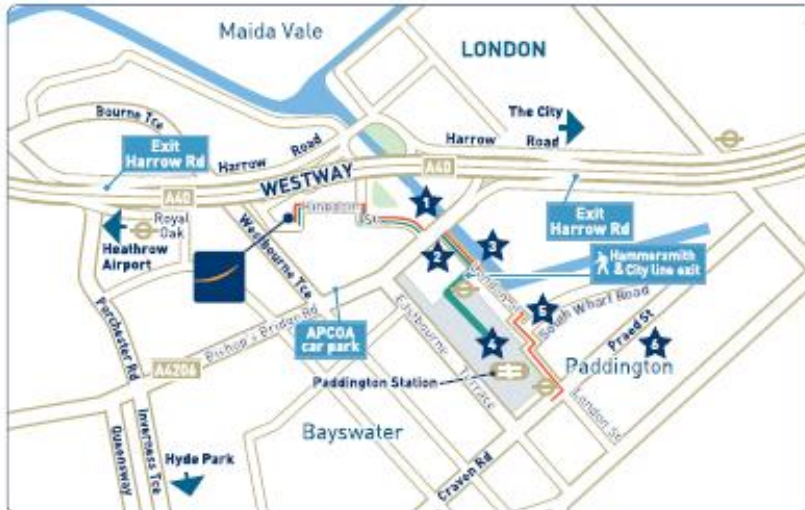 Maida Vale
LONDON
Bourne Tce
The City
Exit
Harrow Rd
Harrow
Road
Harrow
Road
WESTWAY
A40
A40
Kingdom
St
1
Exit
Harrow Rd
Royal
Oak
Heathrow
Airport
Westbourne Tce
2
3
Hammersmith
& City line exit
5
South Wharf Road
4
Praed St
6
Porchester Rd
Bishop's Bridge Rd
APCOA
car park
Eastbourne
Terrace
Paddington
A4206
Paddington Station
London St
Inverness Tce
Queensway
Bayswater
Hyde Park
Craven Rd